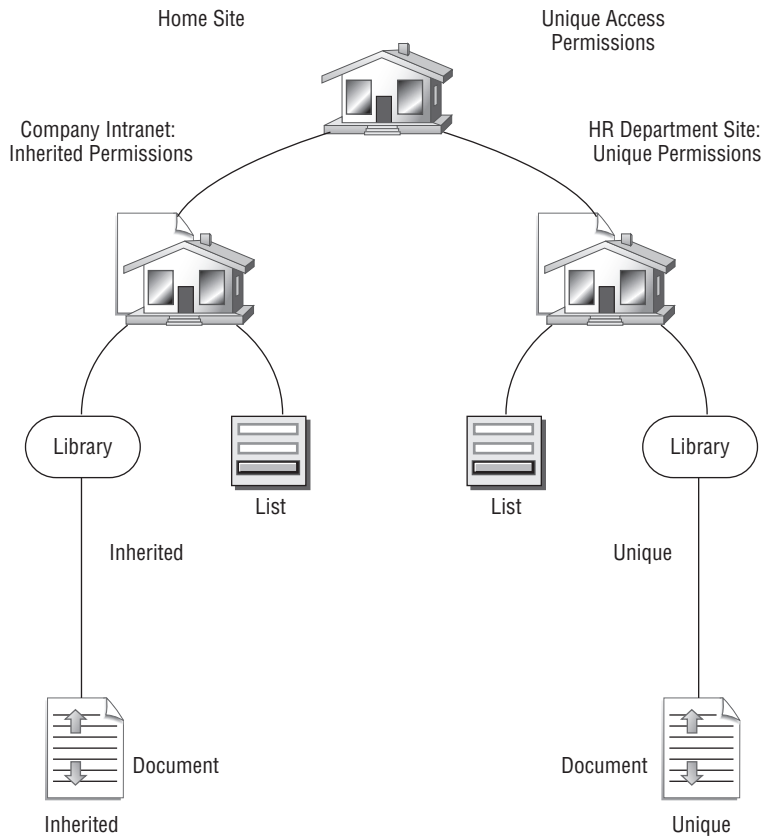 Home Site
Unique Access
Permissions
Company Intranet:
Inherited Permissions
HR Department Site:
Unique Permissions
Library
List
List
Library
Inherited
Unique
Document
Document
Inherited
Unique